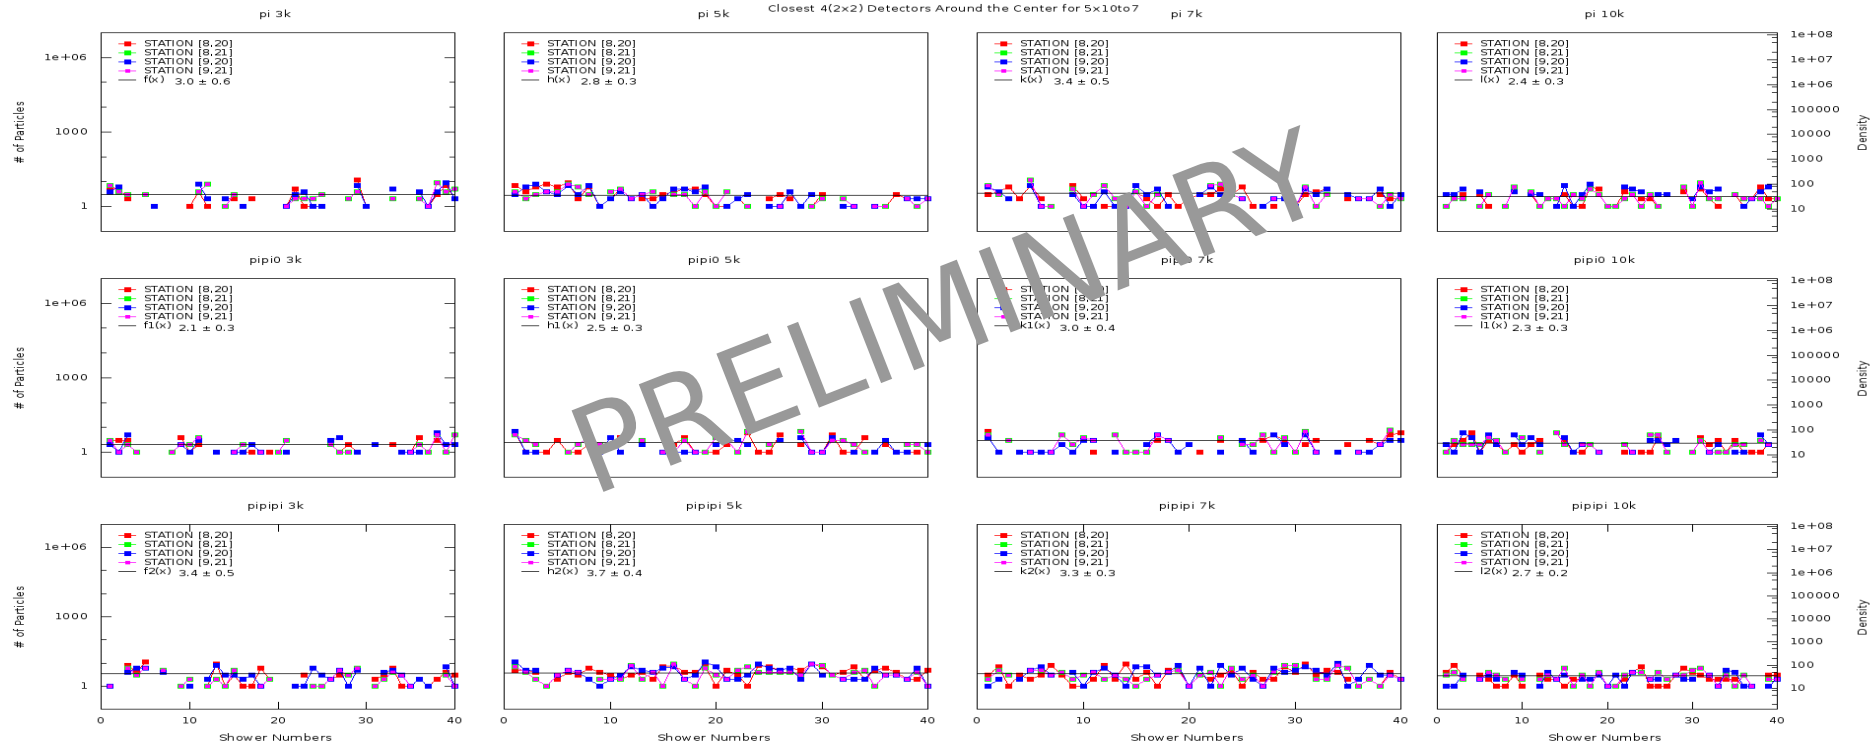 Closest 4(2x2) Detectors Around the Center for 5x10to7
pi 3k
pi 5k
pi 7k
pi 10k
STATION [8,20]
STATION [8,21]
STATION [9,20]
STATION [9,21]
f(x) 3.0 ± 0.6
STATION [8,20]
STATION [8,21]
STATION [9,20]
STATION [9,21]
h(x) 2.8 ± 0.3
STATION [8,20]
STATION [8,21]
STATION [9,20]
STATION [9,21]
k(x) 3.4 ± 0.5
STATION [8,20]
STATION [8,21]
STATION [9,20]
STATION [9,21]
l(x) 2.4 ± 0.3
# of Particles
1e+06
1000
1
1e+08
1e+07
1e+06
100000
10000
1000
100
10
Density
PRELIMINARY
pipi0 3k
pipi0 5k
pipi0 7k
pipi0 10k
STATION [8,20]
STATION [8,21]
STATION [9,20]
STATION [9,21]
f1(x) 2.1 ± 0.3
STATION [8,20]
STATION [8,21]
STATION [9,20]
STATION [9,21]
h1(x) 2.5 ± 0.3
STATION [8,20]
STATION [8,21]
STATION [9,20]
STATION [9,21]
k1(x) 3.0 ± 0.4
STATION [8,20]
STATION [8,21]
STATION [9,20]
STATION [9,21]
l1(x) 2.3 ± 0.3
# of Particles
1e+06
1000
1
1e+08
1e+07
1e+06
100000
10000
1000
100
10
Density
pipipi 3k
pipipi 5k
pipipi 7k
pipipi 10k
STATION [8,20]
STATION [8,21]
STATION [9,20]
STATION [9,21]
f2(x) 3.4 ± 0.5
STATION [8,20]
STATION [8,21]
STATION [9,20]
STATION [9,21]
h2(x) 3.7 ± 0.4
STATION [8,20]
STATION [8,21]
STATION [9,20]
STATION [9,21]
k2(x) 3.3 ± 0.3
STATION [8,20]
STATION [8,21]
STATION [9,20]
STATION [9,21]
l2(x) 2.7 ± 0.2
# of Particles
1e+06
1000
1
1e+08
1e+07
1e+06
100000
10000
1000
100
10
Density
0 10 20 30 40
0 10 20 30 40
0 10 20 30 40
0 10 20 30 40
Shower Numbers
Shower Numbers
Shower Numbers
Shower Numbers